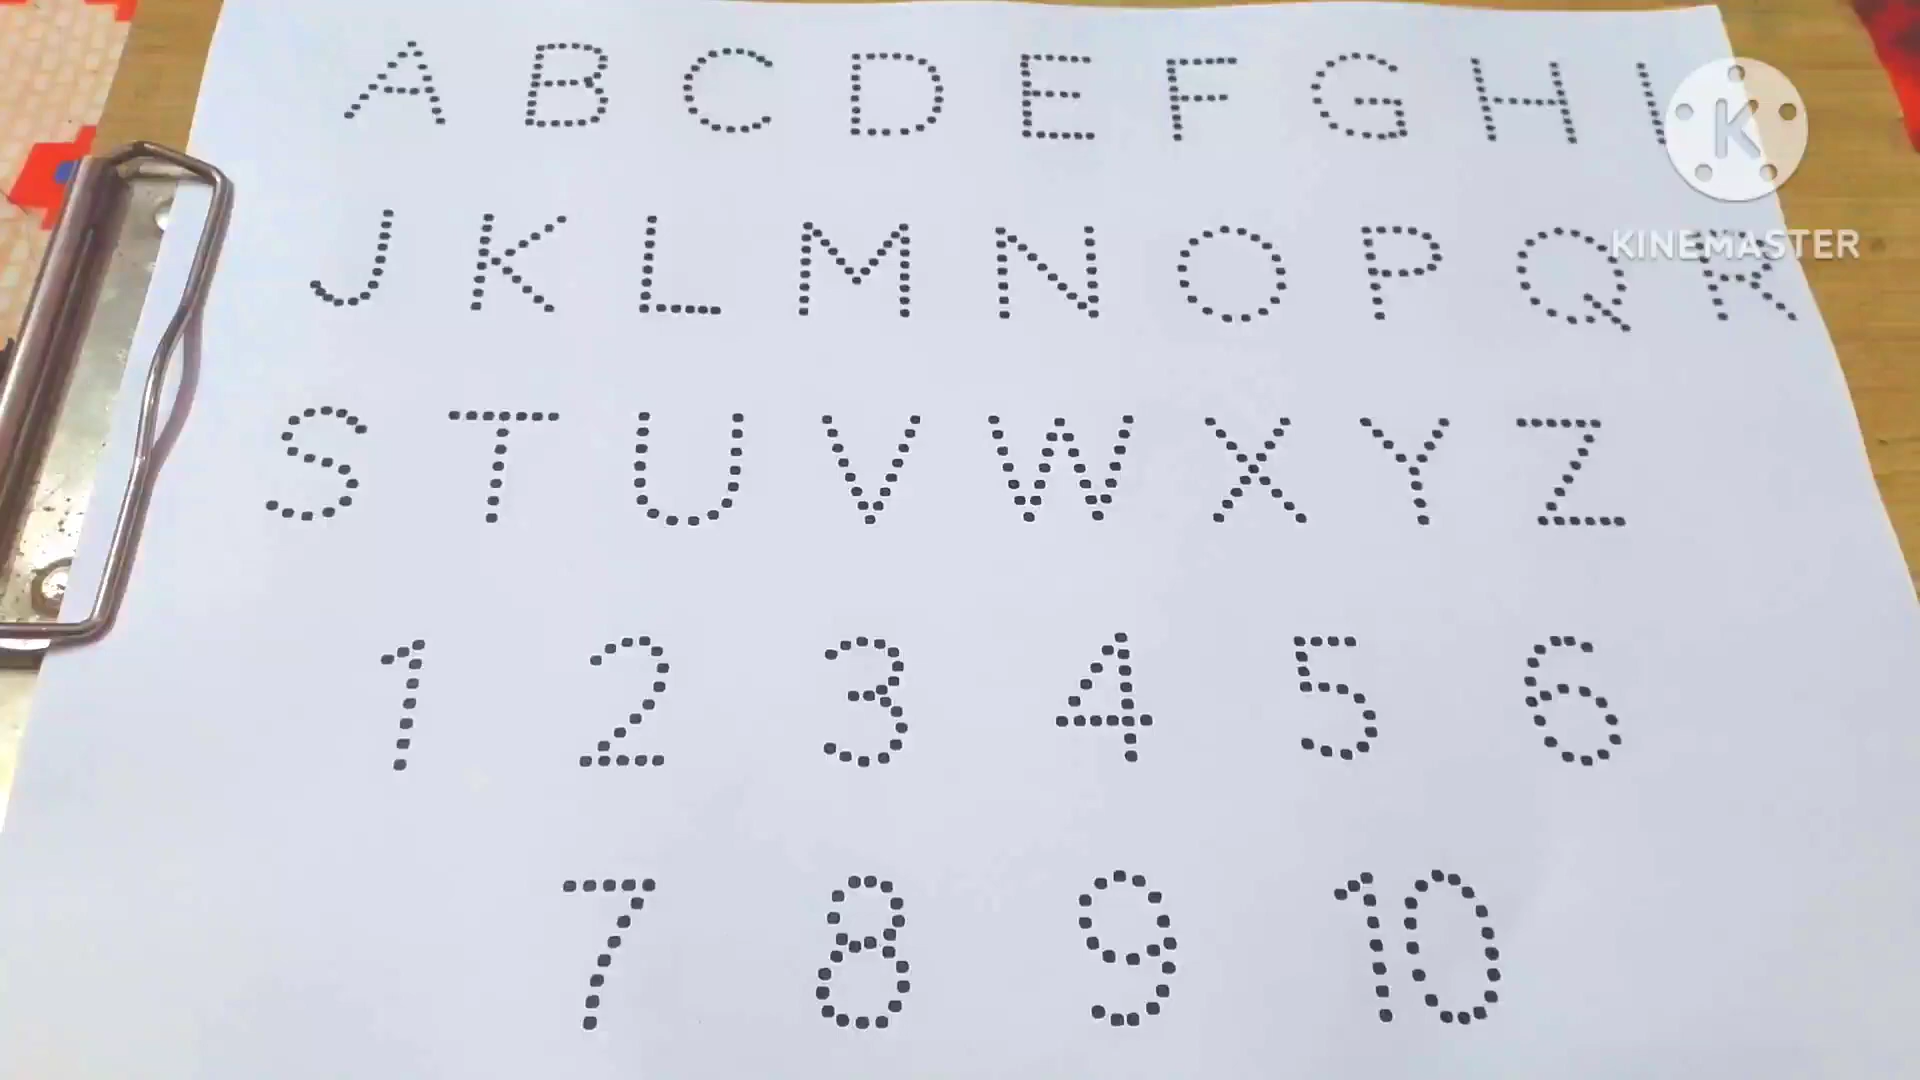 A B C D E F G H I
K
KINEMASTER
J K L M N O P Q R
S T U V W X Y Z
1 2 3 4 5 6
7 8 9 10